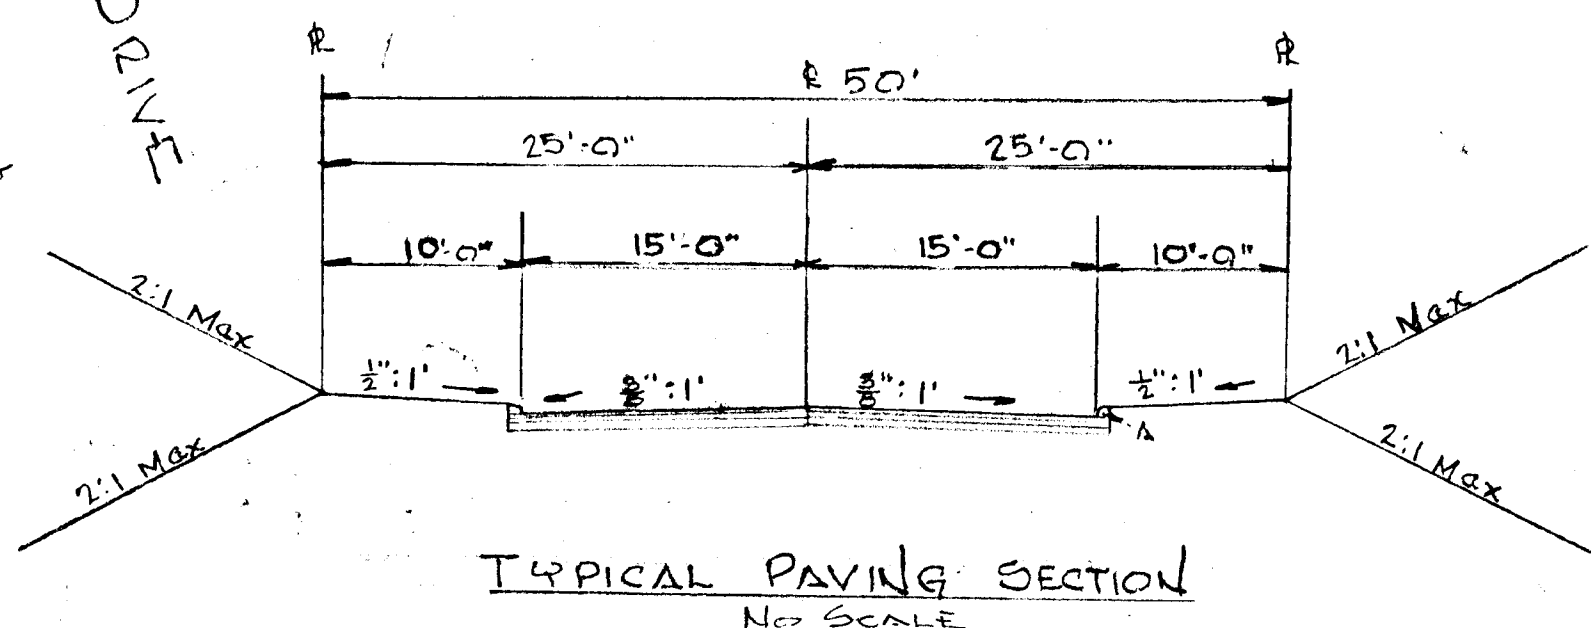 DRIVE
℄ 50'
25'-0" 25'-0"
10'-0" 15'-0" 15'-0" 10'-0"
2:1 Max 2:1 Max
1/2" : 1' 3/8" : 1' 3/8" : 1' 1/2" : 1'
A
2:1 Max 2:1 Max
TYPICAL PAVING SECTION
NO SCALE